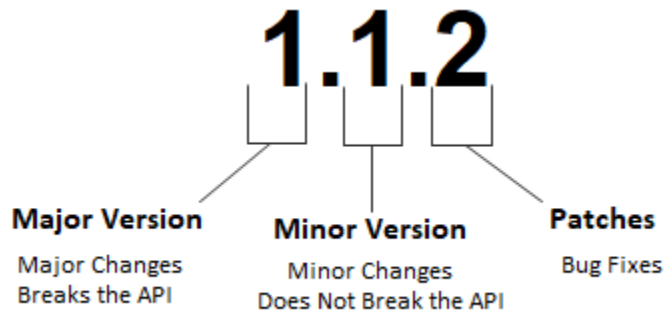 1.1.2
Major Version
Major Changes
Breaks the API
Minor Version
Minor Changes
Does Not Break the API
Patches
Bug Fixes